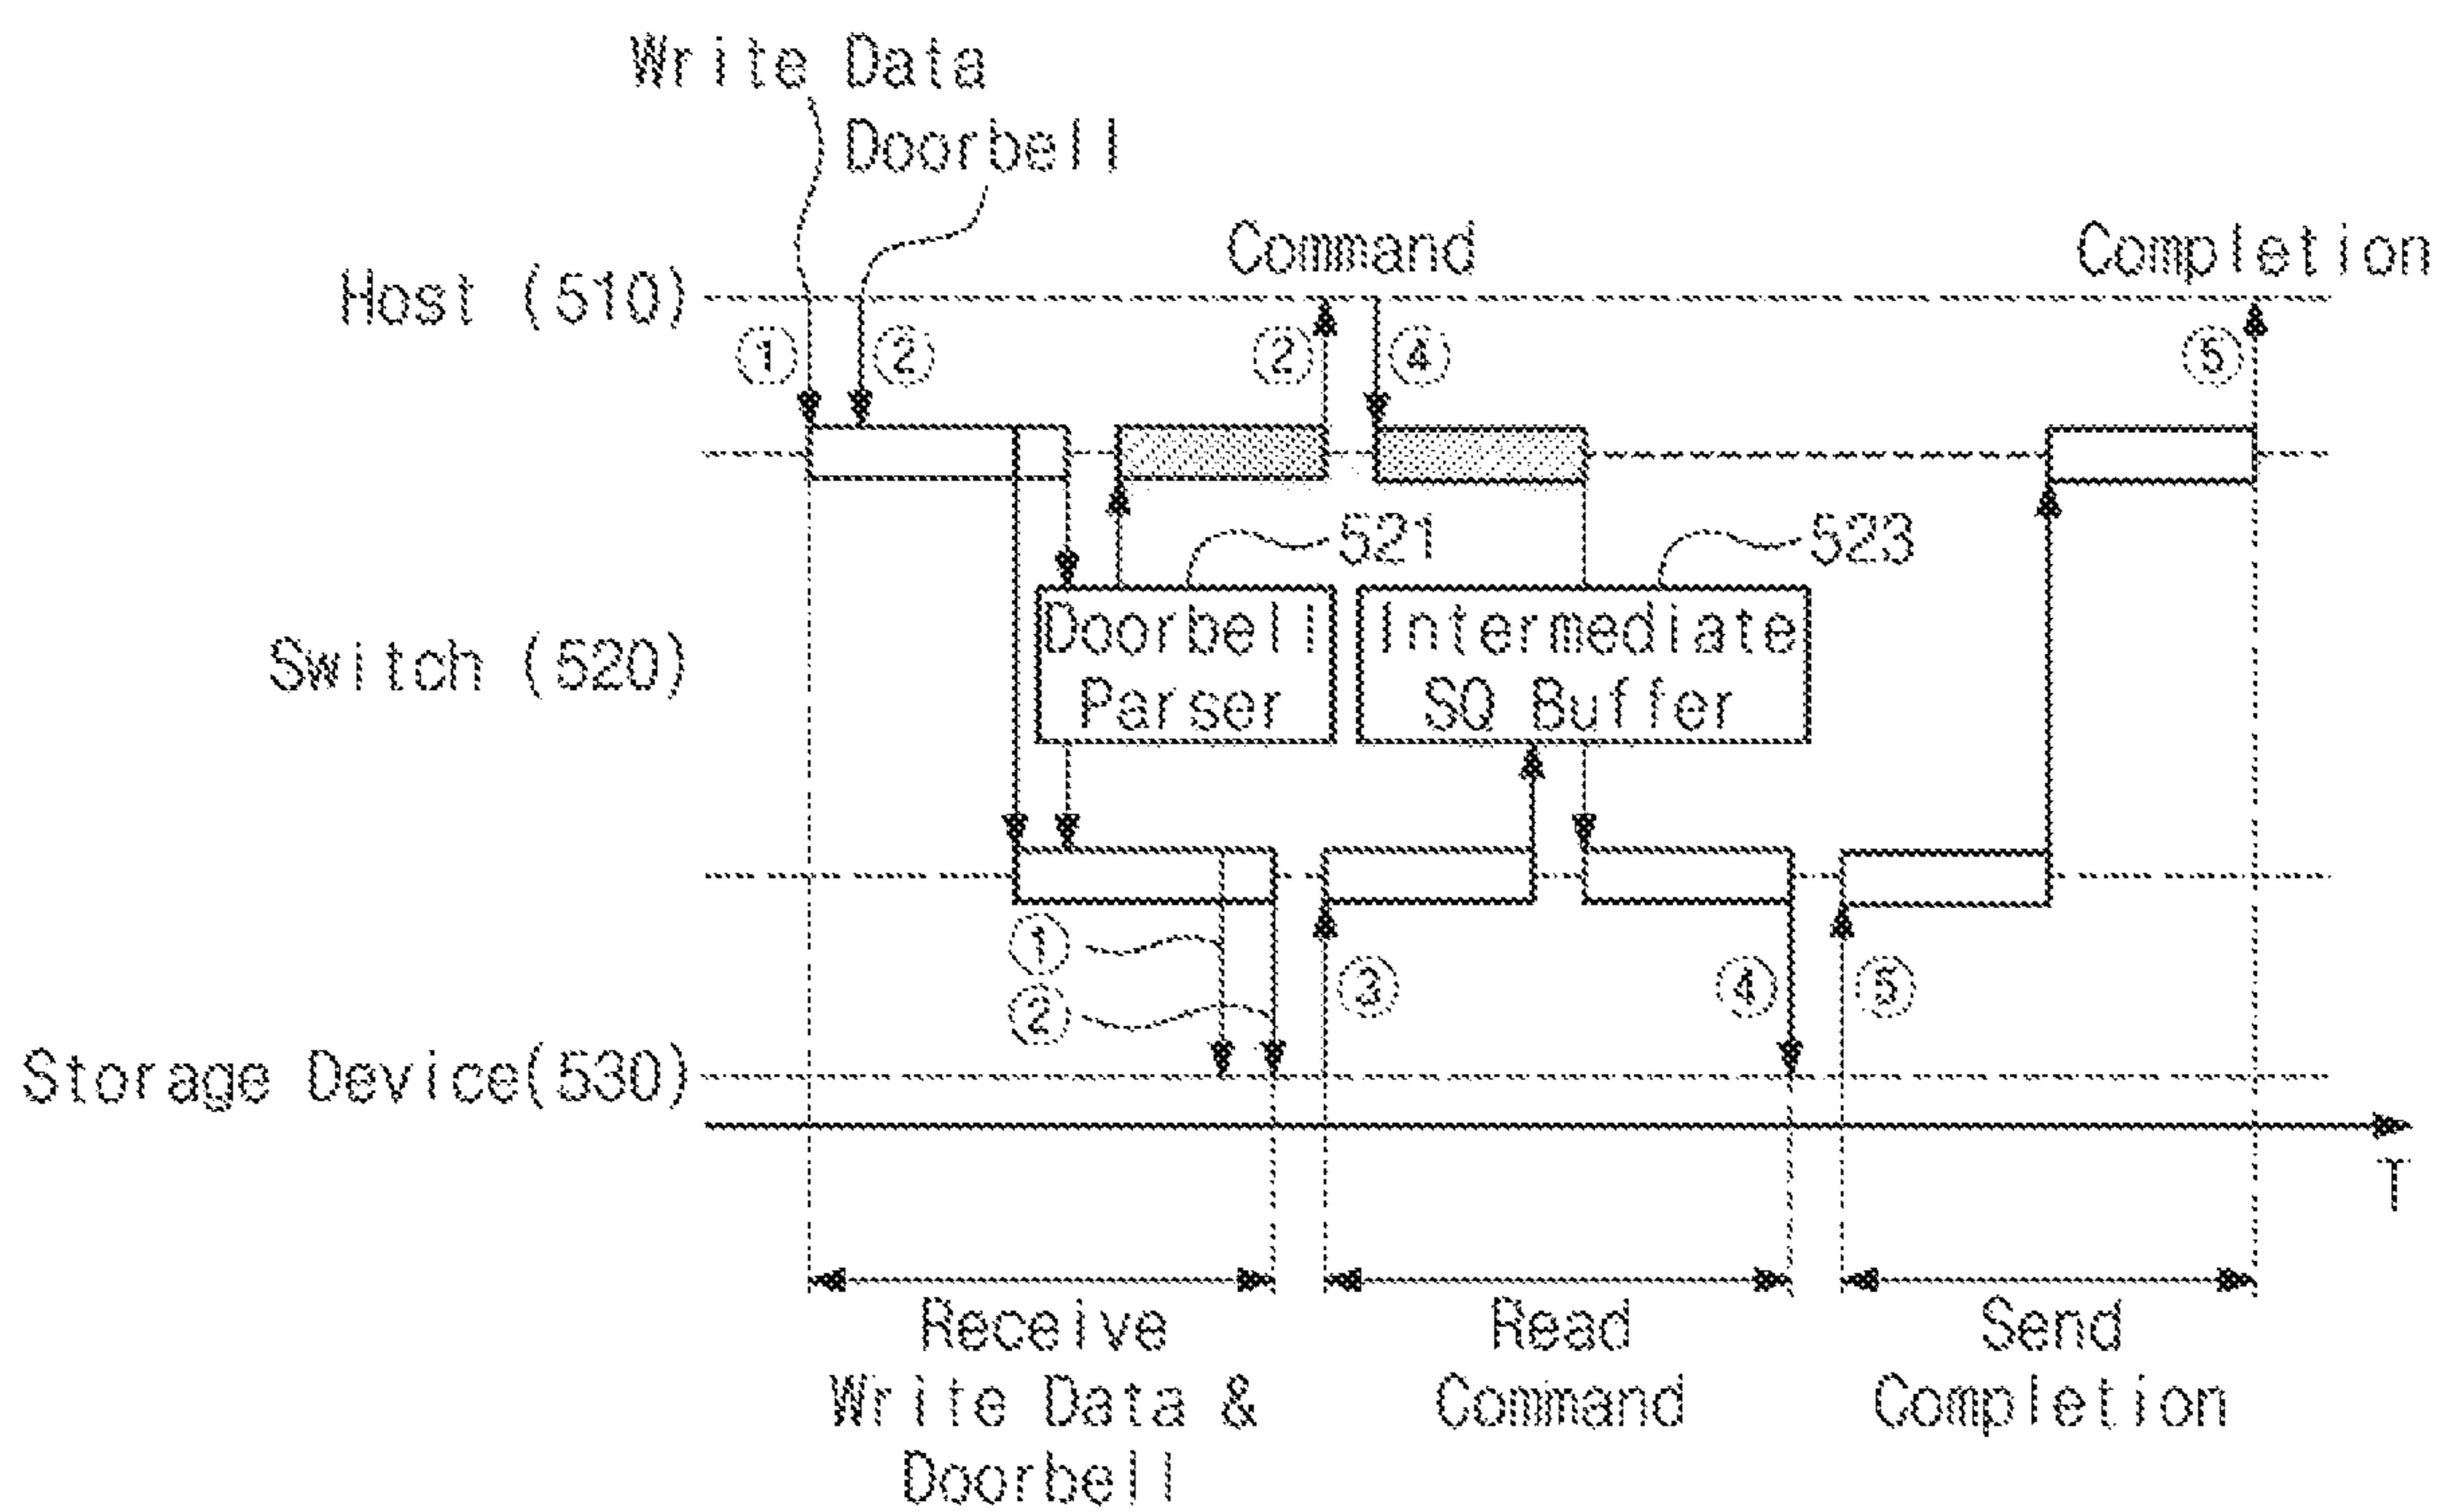 Write Data
Doorbell
Command
Completion
Host (510)
① ② ② ④ ⑤
521
523
Doorbell
Parser
Intermediate
SQ Buffer
Switch (520)
①
②
③
④
⑤
Storage Device(530)
T
Receive
Write Data &
Doorbell
Read
Command
Send
Completion